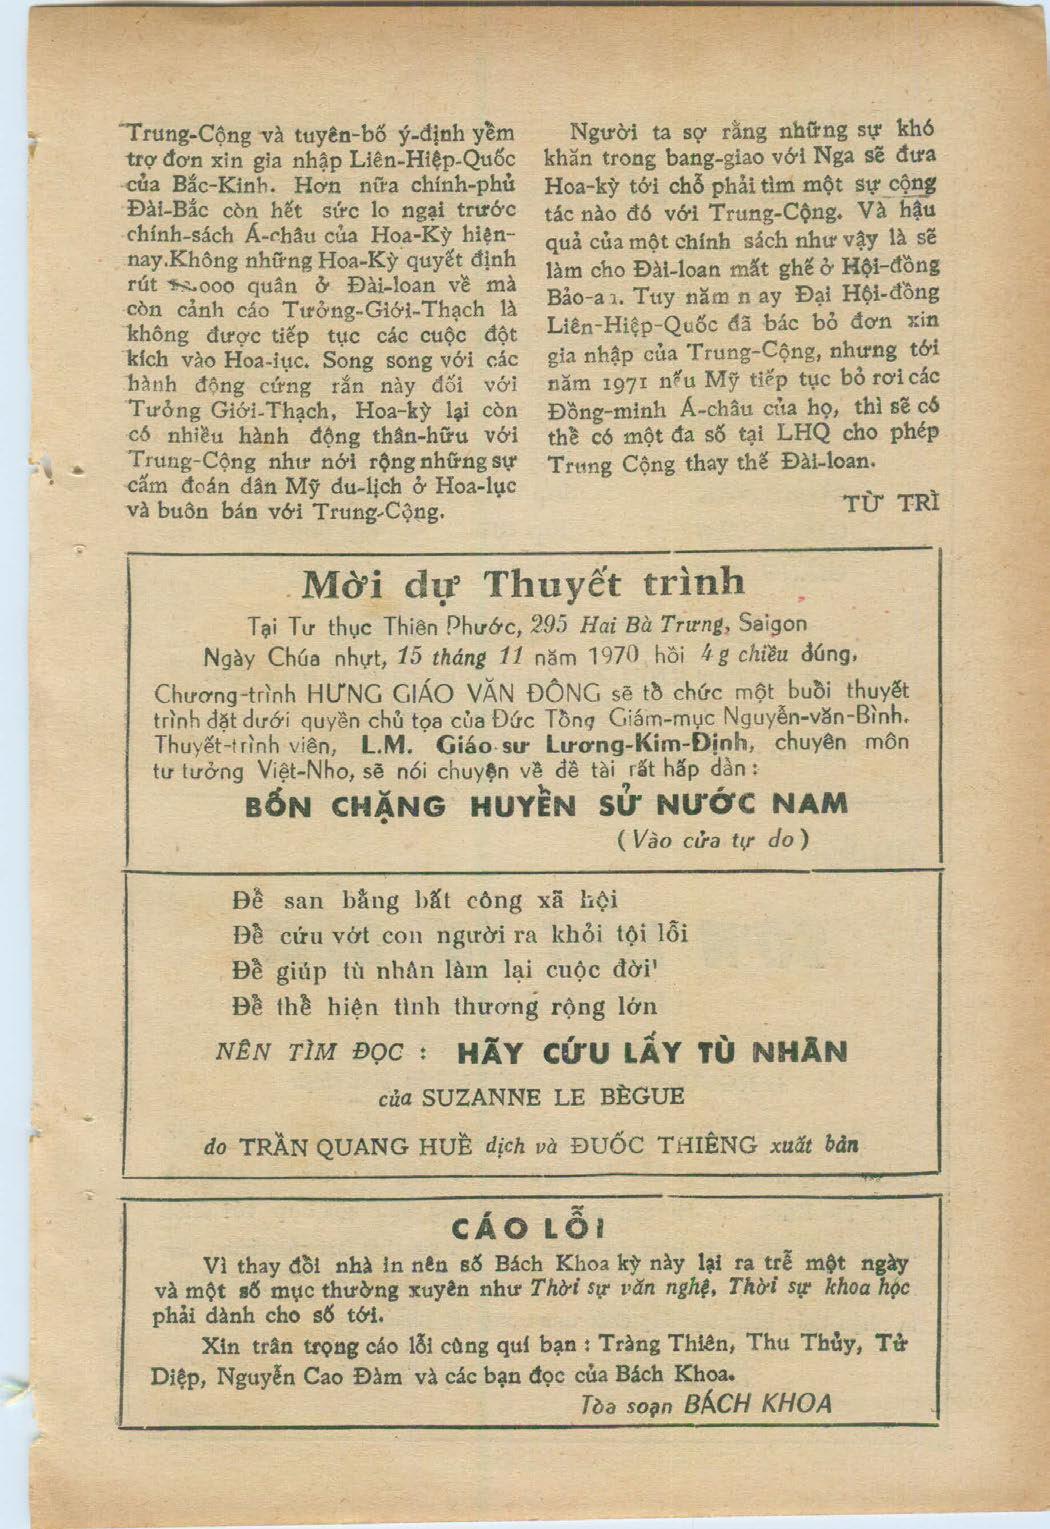 Trung-Cộng và tuyên-bố ý-định yểm
trợ đơn xin gia nhập Liên-Hiệp-Quốc
của Bắc-Kinh. Hơn nữa chính-phủ
Đài-Bắc còn hết sức lo ngại trước
chính-sách Á-châu của Hoa-Kỳ hiện-
nay.Không những Hoa-Kỳ quyết định
rút quân ở Đài-loan về mà
còn cảnh cáo Tưởng-Giới-Thạch là
không được tiếp tục các cuộc đột
kích vào Hoa-lục. Song song với các
hành động cứng rắn này đối với
Tưởng Giới-Thạch, Hoa-kỳ lại còn
có nhiều hành động thân-hữu với
Trung-Cộng như nới rộng những sự
cấm đoán dân Mỹ du-lịch ở Hoa-lục
và buôn bán với Trung-Cộng.
Người ta sợ rằng những sự khó
khăn trong bang-giao với Nga sẽ đưa
Hoa-kỳ tới chỗ phải tìm một sự cộng
tác nào đó với Trung-Cộng. Và hậu
quả của một chính sách như vậy là sẽ
làm cho Đài-loan mất ghế ở Hội-đồng
Bảo-an. Tuy năm nay Đại Hội-đồng
Liên-Hiệp-Quốc đã bác bỏ đơn xin
gia nhập của Trung-Cộng, nhưng tới
năm 1971 nếu Mỹ tiếp tục bỏ rơi các
Đồng-minh Á-châu của họ, thì sẽ có
thể có một đa số tại LHQ cho phép
Trung Cộng thay thế Đài-loan.
TỪ TRÌ
Mời dự Thuyết trình
Tại Tư thục Thiên Phước, 295 Hai Bà Trưng, Saigon
Ngày Chúa nhựt, 15 tháng 11 năm 1970 hồi 4 g chiều đúng,
Chương-trình HƯNG GIÁO VĂN ĐÔNG sẽ tổ chức một buổi thuyết
trình đặt dưới quyền chủ tọa của Đức Tổng Giám-mục Nguyễn-văn-Bình.
Thuyết-trình viên, L.M. Giáo sư Lương-Kim-Định, chuyên môn
tư tưởng Việt-Nho, sẽ nói chuyện về đề tài rất hấp dẫn :
BỐN CHẶNG HUYỀN SỬ NƯỚC NAM
( Vào cửa tự do )
Để san bằng bất công xã hội
Để cứu vớt con người ra khỏi tội lỗi
Để giúp tù nhân làm lại cuộc đời'
Để thể hiện tình thương rộng lớn
NÊN TÌM ĐỌC : HÃY CỨU LẤY TÙ NHÂN
của SUZANNE LE BÈGUE
do TRẦN QUANG HUỀ dịch và ĐUỐC THIÊNG xuất bản
CÁO LỖI
Vì thay đổi nhà in nên số Bách Khoa kỳ này lại ra trễ một ngày
và một số mục thường xuyên như Thời sự văn nghệ, Thời sự khoa học
phải dành cho số tới.
Xin trân trọng cáo lỗi cùng quí bạn : Tràng Thiên, Thu Thủy, Tử
Diệp, Nguyễn Cao Đàm và các bạn đọc của Bách Khoa.
Tòa soạn BÁCH KHOA